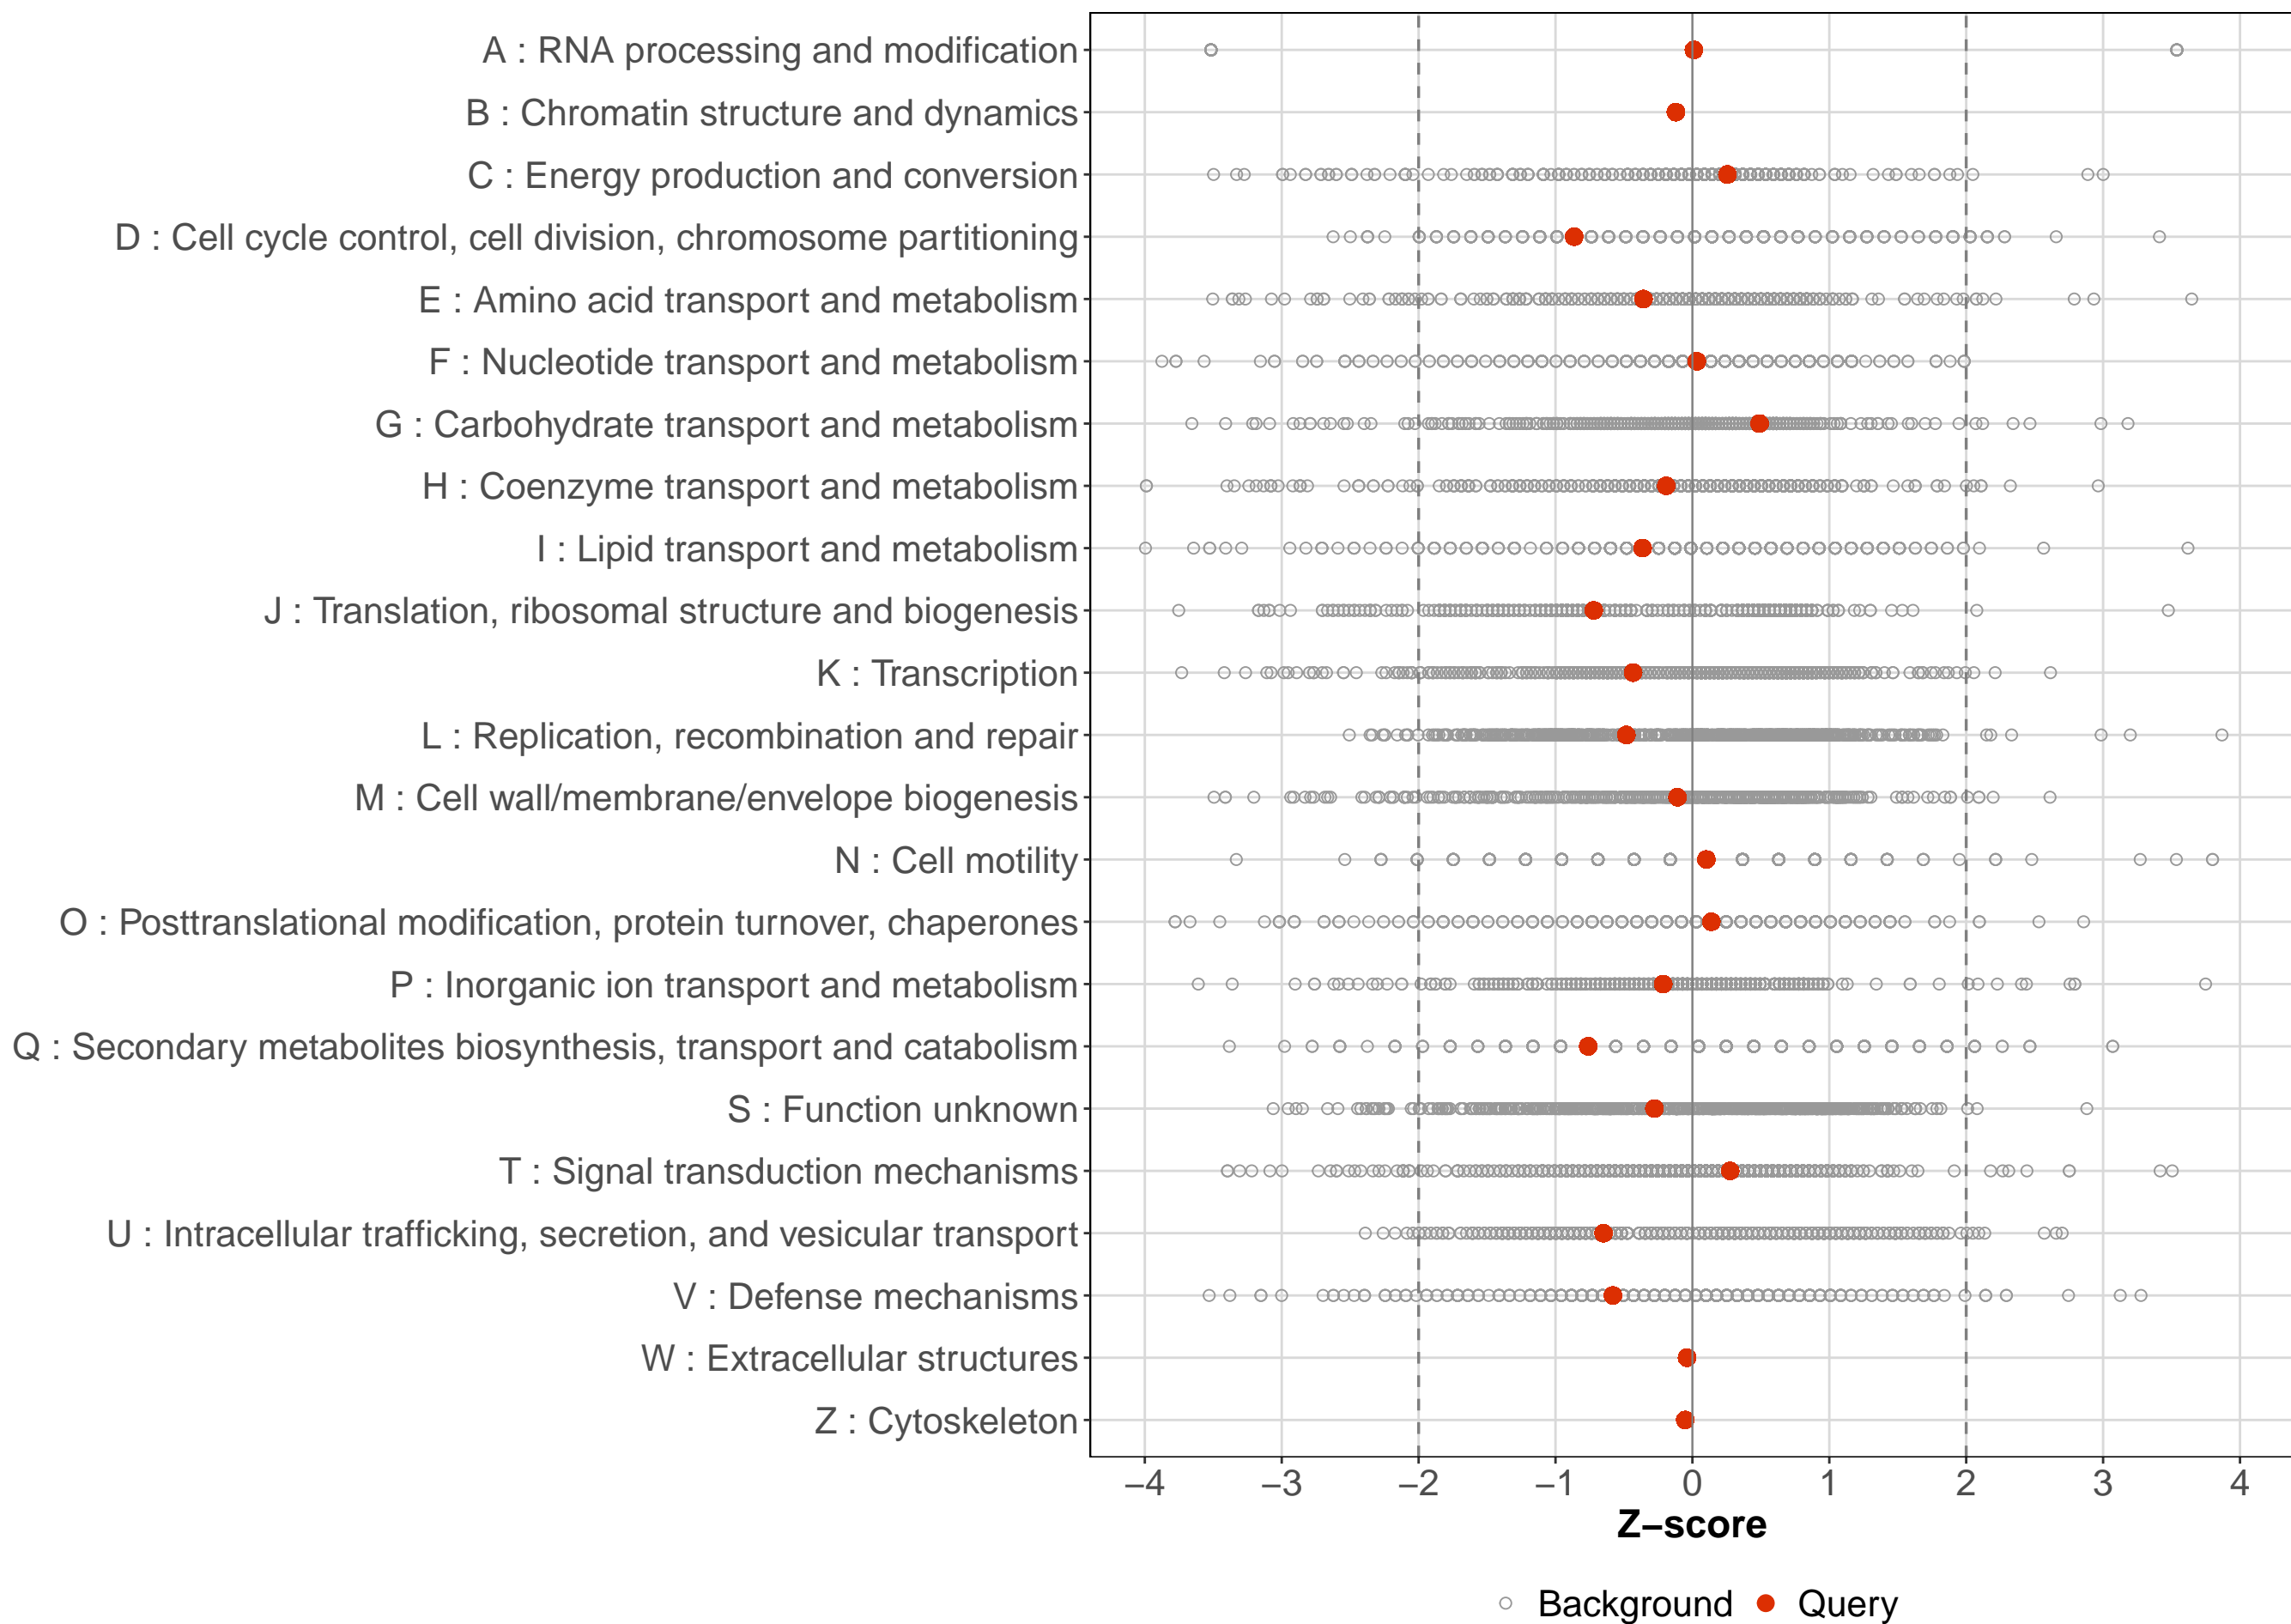 A : RNA processing and modification
B : Chromatin structure and dynamics
C : Energy production and conversion
D : Cell cycle control, cell division, chromosome partitioning
E : Amino acid transport and metabolism
F : Nucleotide transport and metabolism
G : Carbohydrate transport and metabolism
H : Coenzyme transport and metabolism
I : Lipid transport and metabolism
J : Translation, ribosomal structure and biogenesis
K : Transcription
L : Replication, recombination and repair
M : Cell wall/membrane/envelope biogenesis
N : Cell motility
O : Posttranslational modification, protein turnover, chaperones
P : Inorganic ion transport and metabolism
Q : Secondary metabolites biosynthesis, transport and catabolism
S : Function unknown
T : Signal transduction mechanisms
U : Intracellular trafficking, secretion, and vesicular transport
V : Defense mechanisms
W : Extracellular structures
Z : Cytoskeleton
−4 −3 −2 −1 0 1 2 3 4
Z−score
Background Query